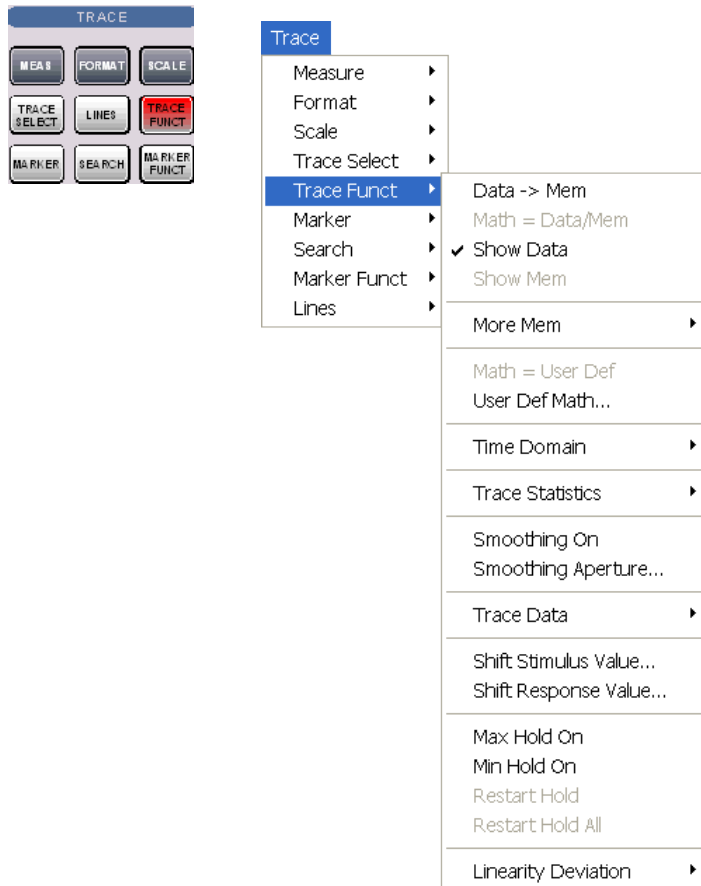 TRACE
MEAS FORMAT SCALE
TRACE SELECT LINES TRACE FUNCT
MARKER SEARCH MARKER FUNCT
Trace
Measure
Format
Scale
Trace Select
Trace Funct
Marker
Search
Marker Funct
Lines
Data -> Mem
Math = Data/Mem
Show Data
Show Mem
More Mem
Math = User Def
User Def Math...
Time Domain
Trace Statistics
Smoothing On
Smoothing Aperture...
Trace Data
Shift Stimulus Value...
Shift Response Value...
Max Hold On
Min Hold On
Restart Hold
Restart Hold All
Linearity Deviation